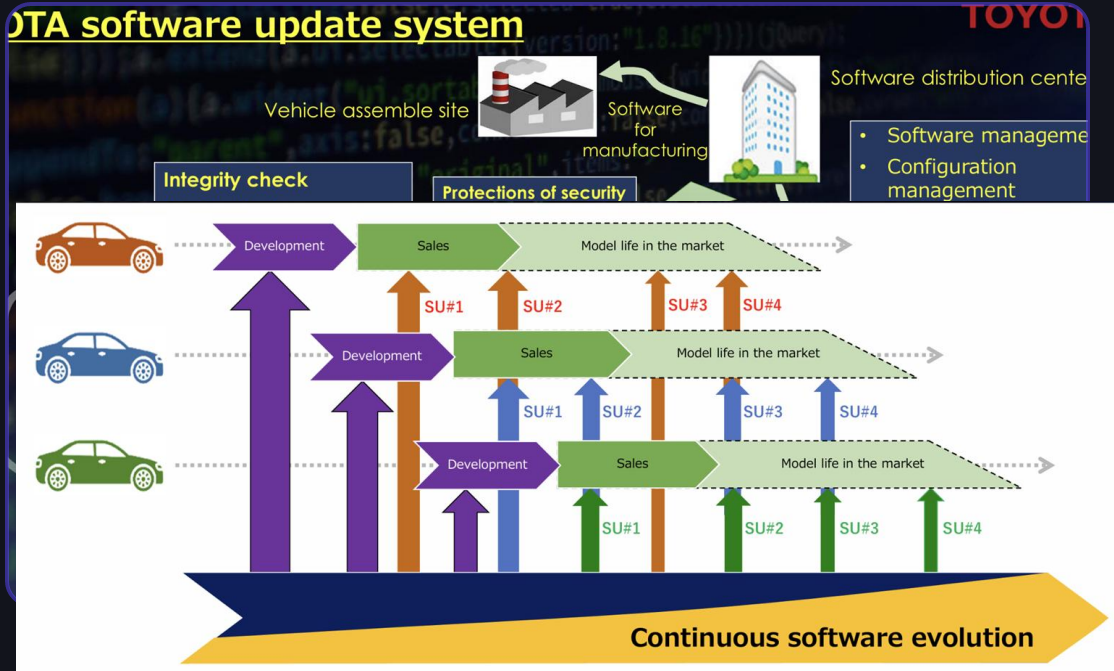 OTA software update system
TOYOT
Software distribution cente
Vehicle assemble site
Software
for
manufacturing
• Software manageme
• Configuration
management
Integrity check
Protections of security
Development
Sales
Model life in the market
SU#1
SU#2
SU#3
SU#4
Development
Sales
Model life in the market
SU#1
SU#2
SU#3
SU#4
Development
Sales
Model life in the market
SU#1
SU#2
SU#3
SU#4
Continuous software evolution